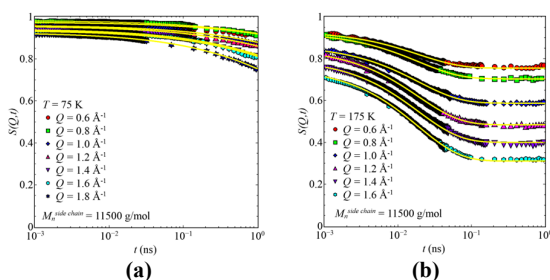 1
0.8
0.6
0.4
0.2
0
S(Q,t)
T = 75 K
Q = 0.6 Å⁻¹
Q = 0.8 Å⁻¹
Q = 1.0 Å⁻¹
Q = 1.2 Å⁻¹
Q = 1.4 Å⁻¹
Q = 1.6 Å⁻¹
Q = 1.8 Å⁻¹
Mₙ side chain = 11500 g/mol
10⁻³ 10⁻² 10⁻¹ 10⁰
t (ns)
(a)
1
0.8
0.6
0.4
0.2
0
S(Q,t)
T = 175 K
Q = 0.6 Å⁻¹
Q = 0.8 Å⁻¹
Q = 1.0 Å⁻¹
Q = 1.2 Å⁻¹
Q = 1.4 Å⁻¹
Q = 1.6 Å⁻¹
Mₙ side chain = 11500 g/mol
10⁻³ 10⁻² 10⁻¹ 10⁰
t (ns)
(b)